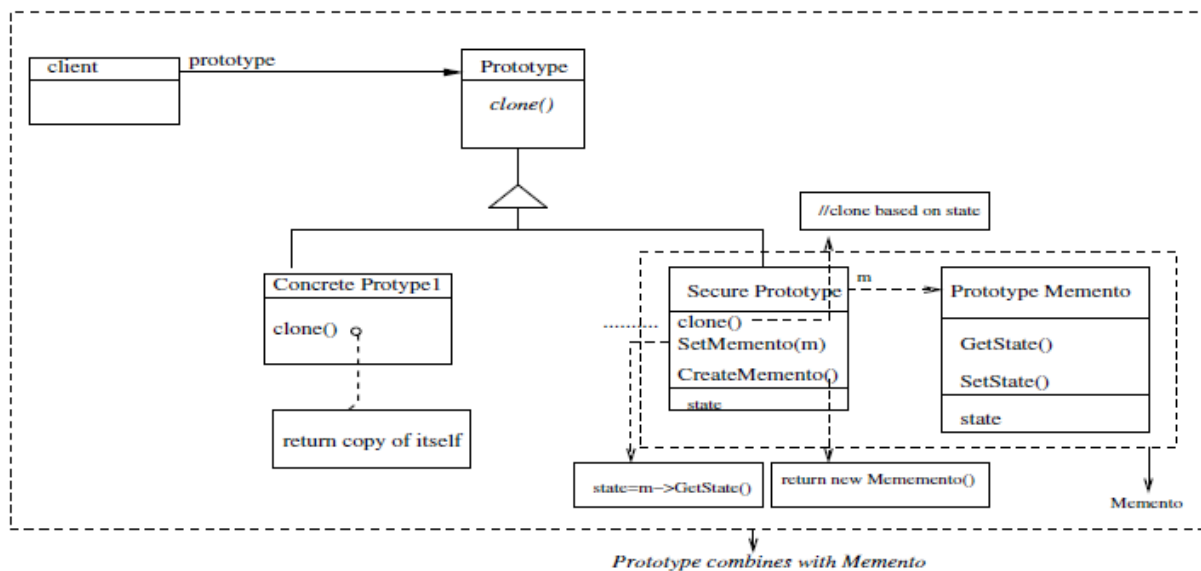 client
prototype
Prototype
clone()
//clone based on state
Concrete Protype1
clone()
return copy of itself
Secure Prototype
clone()
SetMemento(m)
CreateMemento()
state
m
Prototype Memento
GetState()
SetState()
state
state=m->GetState()
return new Mememento()
Memento
Prototype combines with Memento